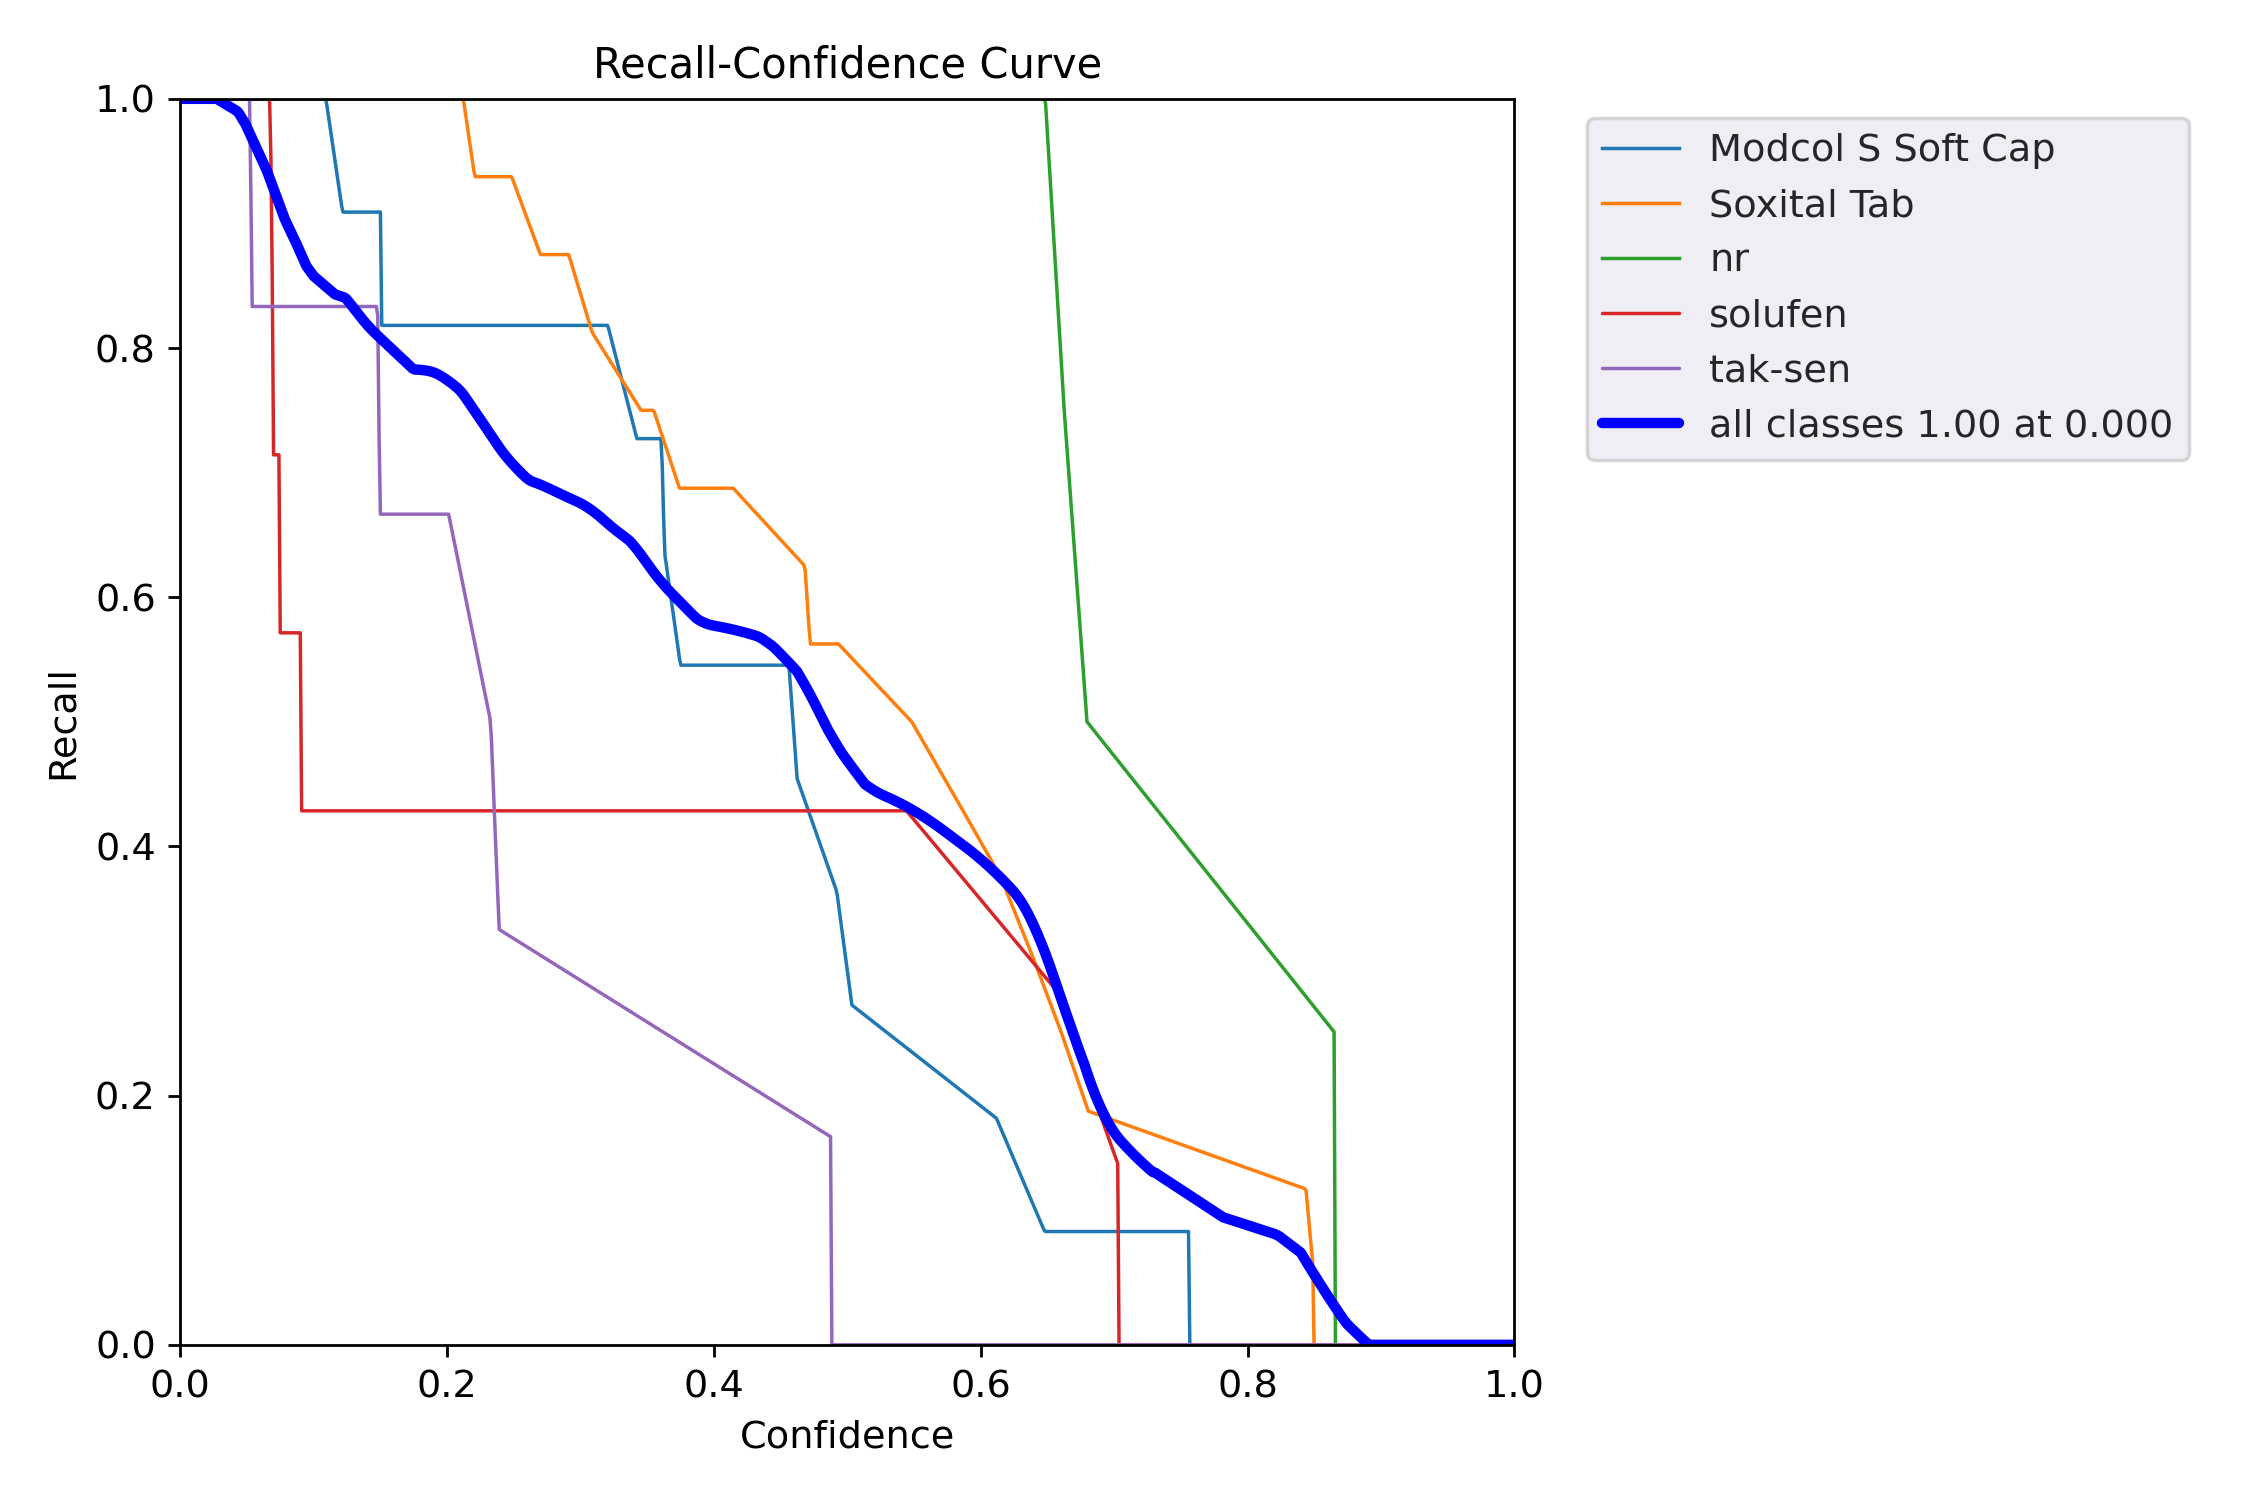 Recall-Confidence Curve
1.0
0.8
0.6
0.4
0.2
0.0
Recall
0.0 0.2 0.4 0.6 0.8 1.0
Confidence
Modcol S Soft Cap
Soxital Tab
nr
solufen
tak-sen
all classes 1.00 at 0.000